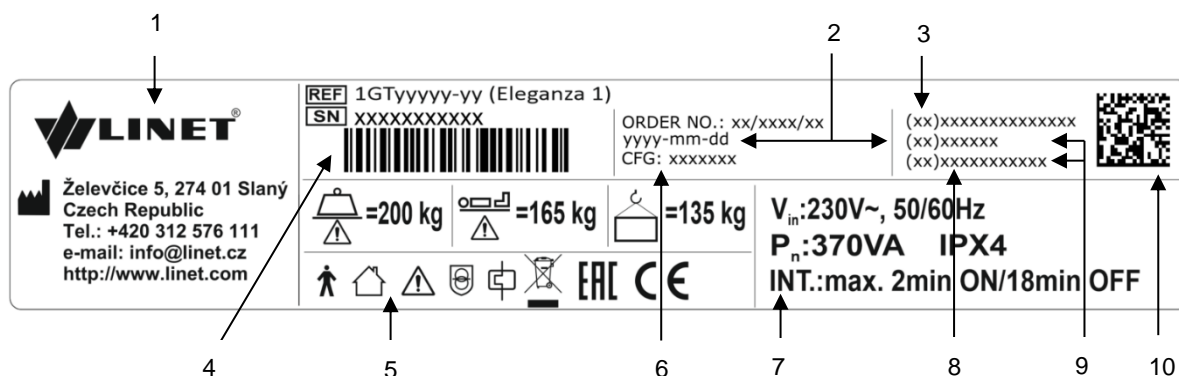 1
2
3
LINET®
Želevčice 5, 274 01 Slaný
Czech Republic
Tel.: +420 312 576 111
e-mail: info@linet.cz
http://www.linet.com
REF 1GTyyyyy-yy (Eleganza 1)
SN xxxxxxxxxxx
ORDER NO.: xx/xxxx/xx
yyyy-mm-dd
CFG: xxxxxxx
(xx)xxxxxxxxxxxxxx
(xx)xxxxxx
(xx)xxxxxxxxxxx
=200 kg
=165 kg
=135 kg
EAC CE
Vin:230V~, 50/60Hz
Pn:370VA IPX4
INT.:max. 2min ON/18min OFF
4
5
6
7
8
9
10